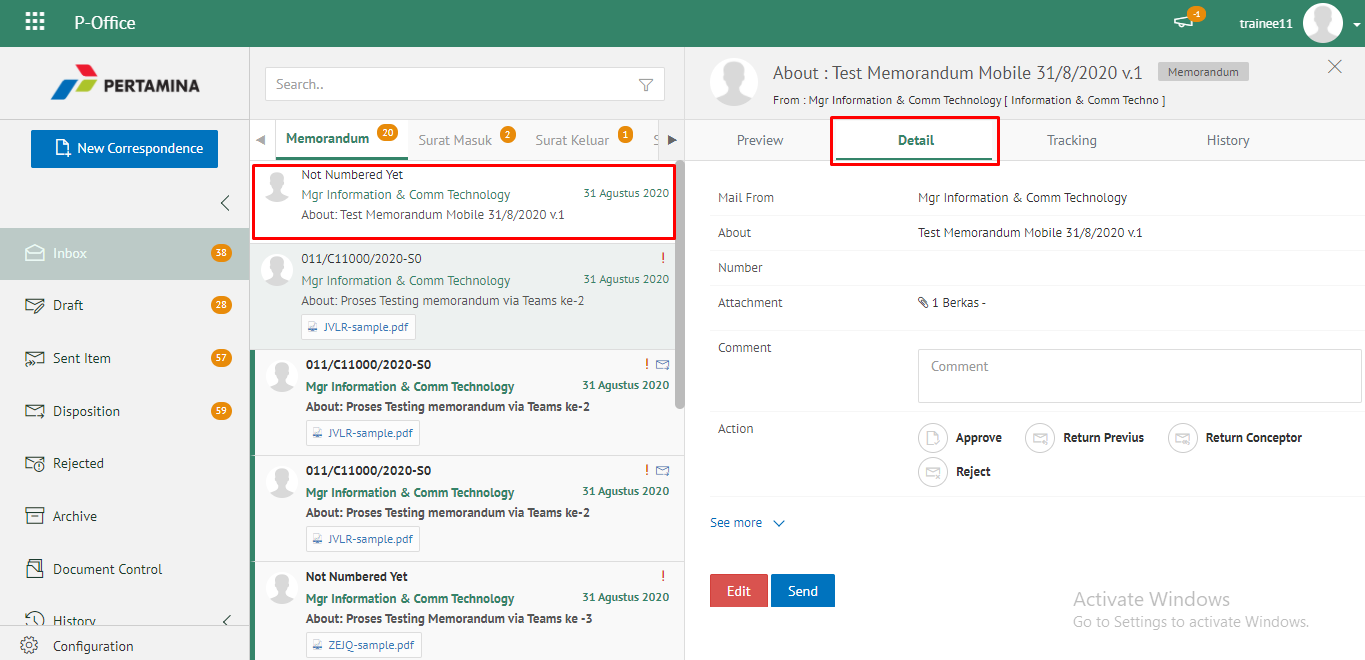 P-Office
-1
trainee11
PERTAMINA
New Correspondence
Inbox 38
Draft 28
Sent Item 57
Disposition 59
Rejected
Archive
Document Control
History
Configuration
Search..
Memorandum 20
Surat Masuk 2
Surat Keluar 1
S
Not Numbered Yet
Mgr Information & Comm Technology 31 Agustus 2020
About: Test Memorandum Mobile 31/8/2020 v.1
011/C11000/2020-S0 !
Mgr Information & Comm Technology 31 Agustus 2020
About: Proses Testing memorandum via Teams ke-2
JVLR-sample.pdf
011/C11000/2020-S0 !
Mgr Information & Comm Technology 31 Agustus 2020
About: Proses Testing memorandum via Teams ke-2
JVLR-sample.pdf
011/C11000/2020-S0 !
Mgr Information & Comm Technology 31 Agustus 2020
About: Proses Testing memorandum via Teams ke-2
JVLR-sample.pdf
Not Numbered Yet !
Mgr Information & Comm Technology 31 Agustus 2020
About: Proses Testing Memorandum via Teams ke -3
ZEJQ-sample.pdf
About : Test Memorandum Mobile 31/8/2020 v.1 Memorandum
From : Mgr Information & Comm Technology [ Information & Comm Techno ]
Preview Detail Tracking History
Mail From Mgr Information & Comm Technology
About Test Memorandum Mobile 31/8/2020 v.1
Number
Attachment 1 Berkas -
Comment
Comment
Action Approve Return Previus Return Conceptor
Reject
See more
Edit Send
Activate Windows
Go to Settings to activate Windows.